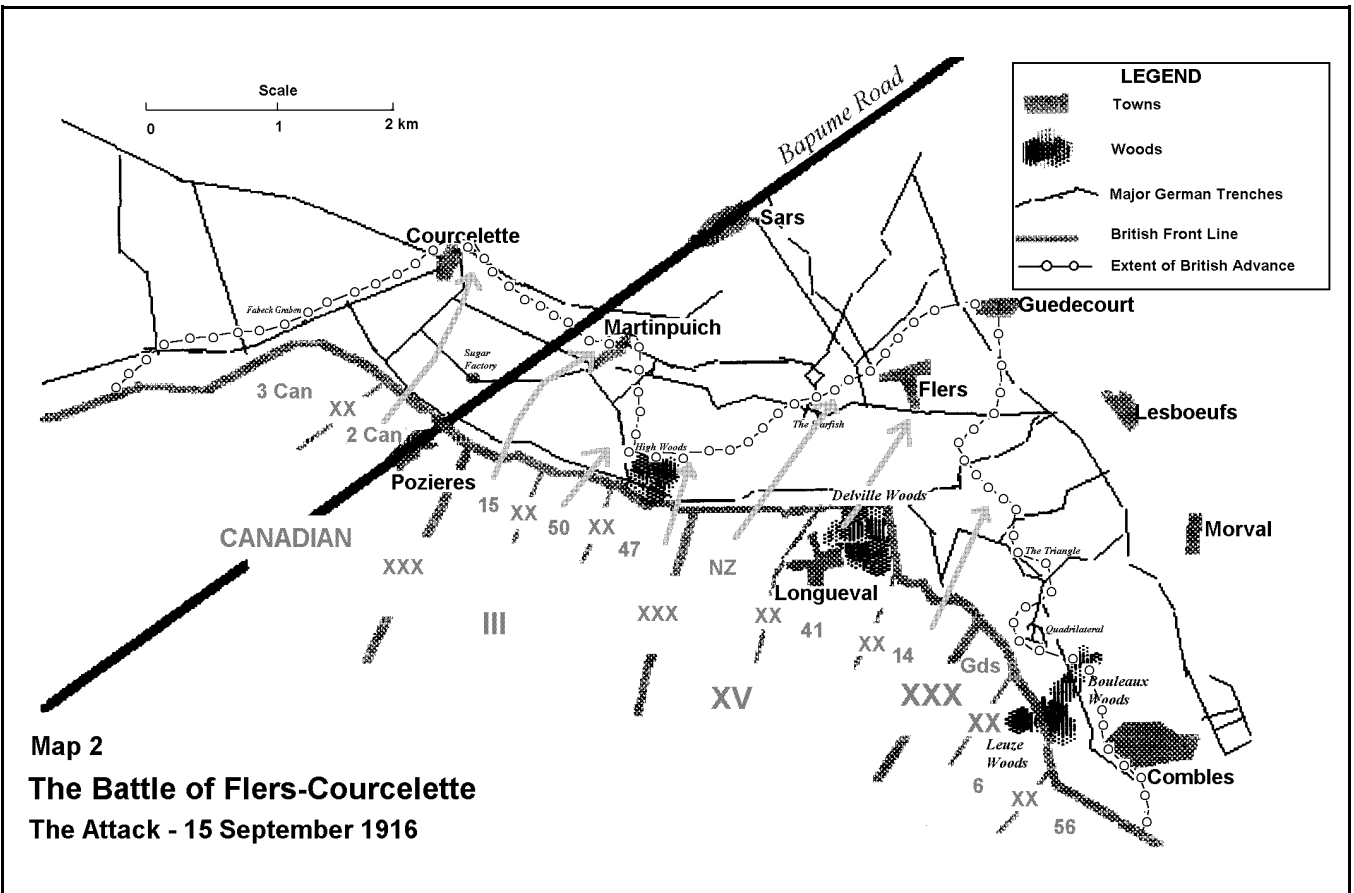 Scale
0 1 2 km
Bapume Road
LEGEND
Towns
Woods
Major German Trenches
British Front Line
Extent of British Advance
Sars
Courcelette
Guedecourt
Fabeck Graben
Martinpuich
Sugar
Factory
3 Can
XX
2 Can
Flers
Lesboeufs
The Starfish
High Woods
Pozieres
15
XX
50
XX
47
Delville Woods
Morval
CANADIAN
XXX
NZ
The Triangle
Longueval
III
XXX
XX
41
XX
14
Quadrilateral
Gds
XV
XXX
Bouleaux
Woods
XX
Leuze
Woods
Combles
6
XX
56
Map 2
The Battle of Flers-Courcelette
The Attack - 15 September 1916